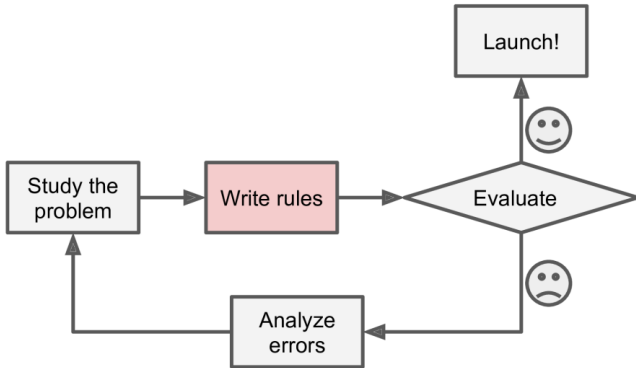 Launch!
Study the
problem
Write rules
Evaluate
Analyze
errors